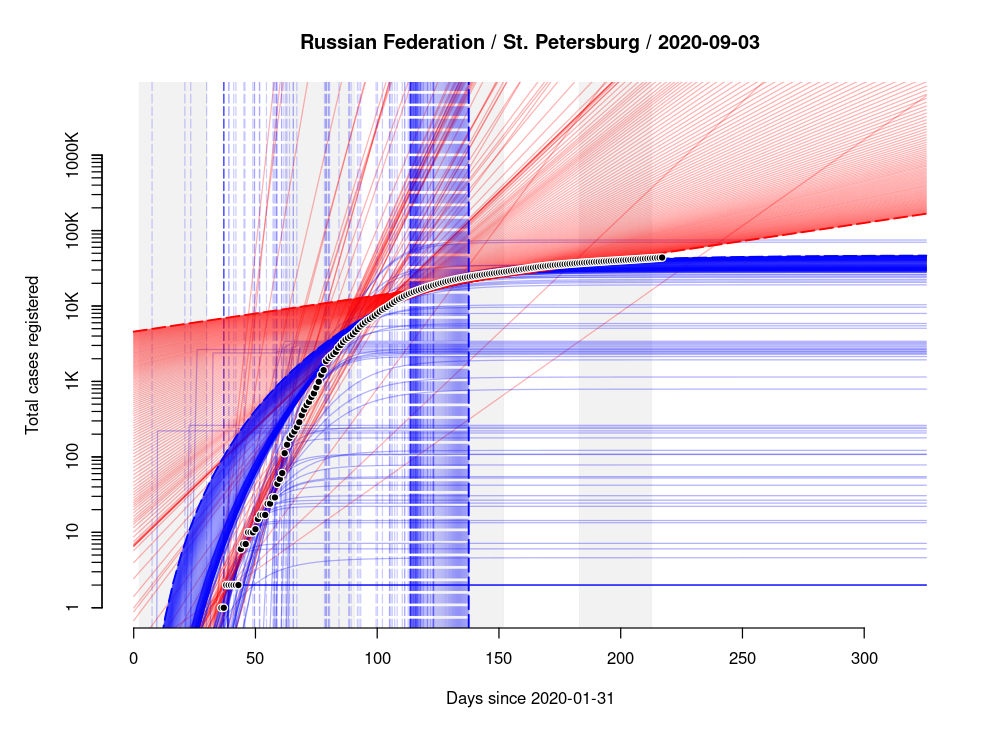 Russian Federation / St. Petersburg / 2020-09-03
Total cases registered
1000K
100K
10K
1K
100
10
1
0 50 100 150 200 250 300
Days since 2020-01-31